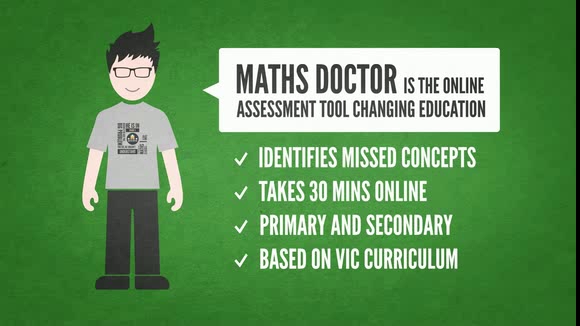 MATHS DOCTOR IS THE ONLINE
ASSESSMENT TOOL CHANGING EDUCATION
IDENTIFIES MISSED CONCEPTS
TAKES 30 MINS ONLINE
PRIMARY AND SECONDARY
BASED ON VIC CURRICULUM